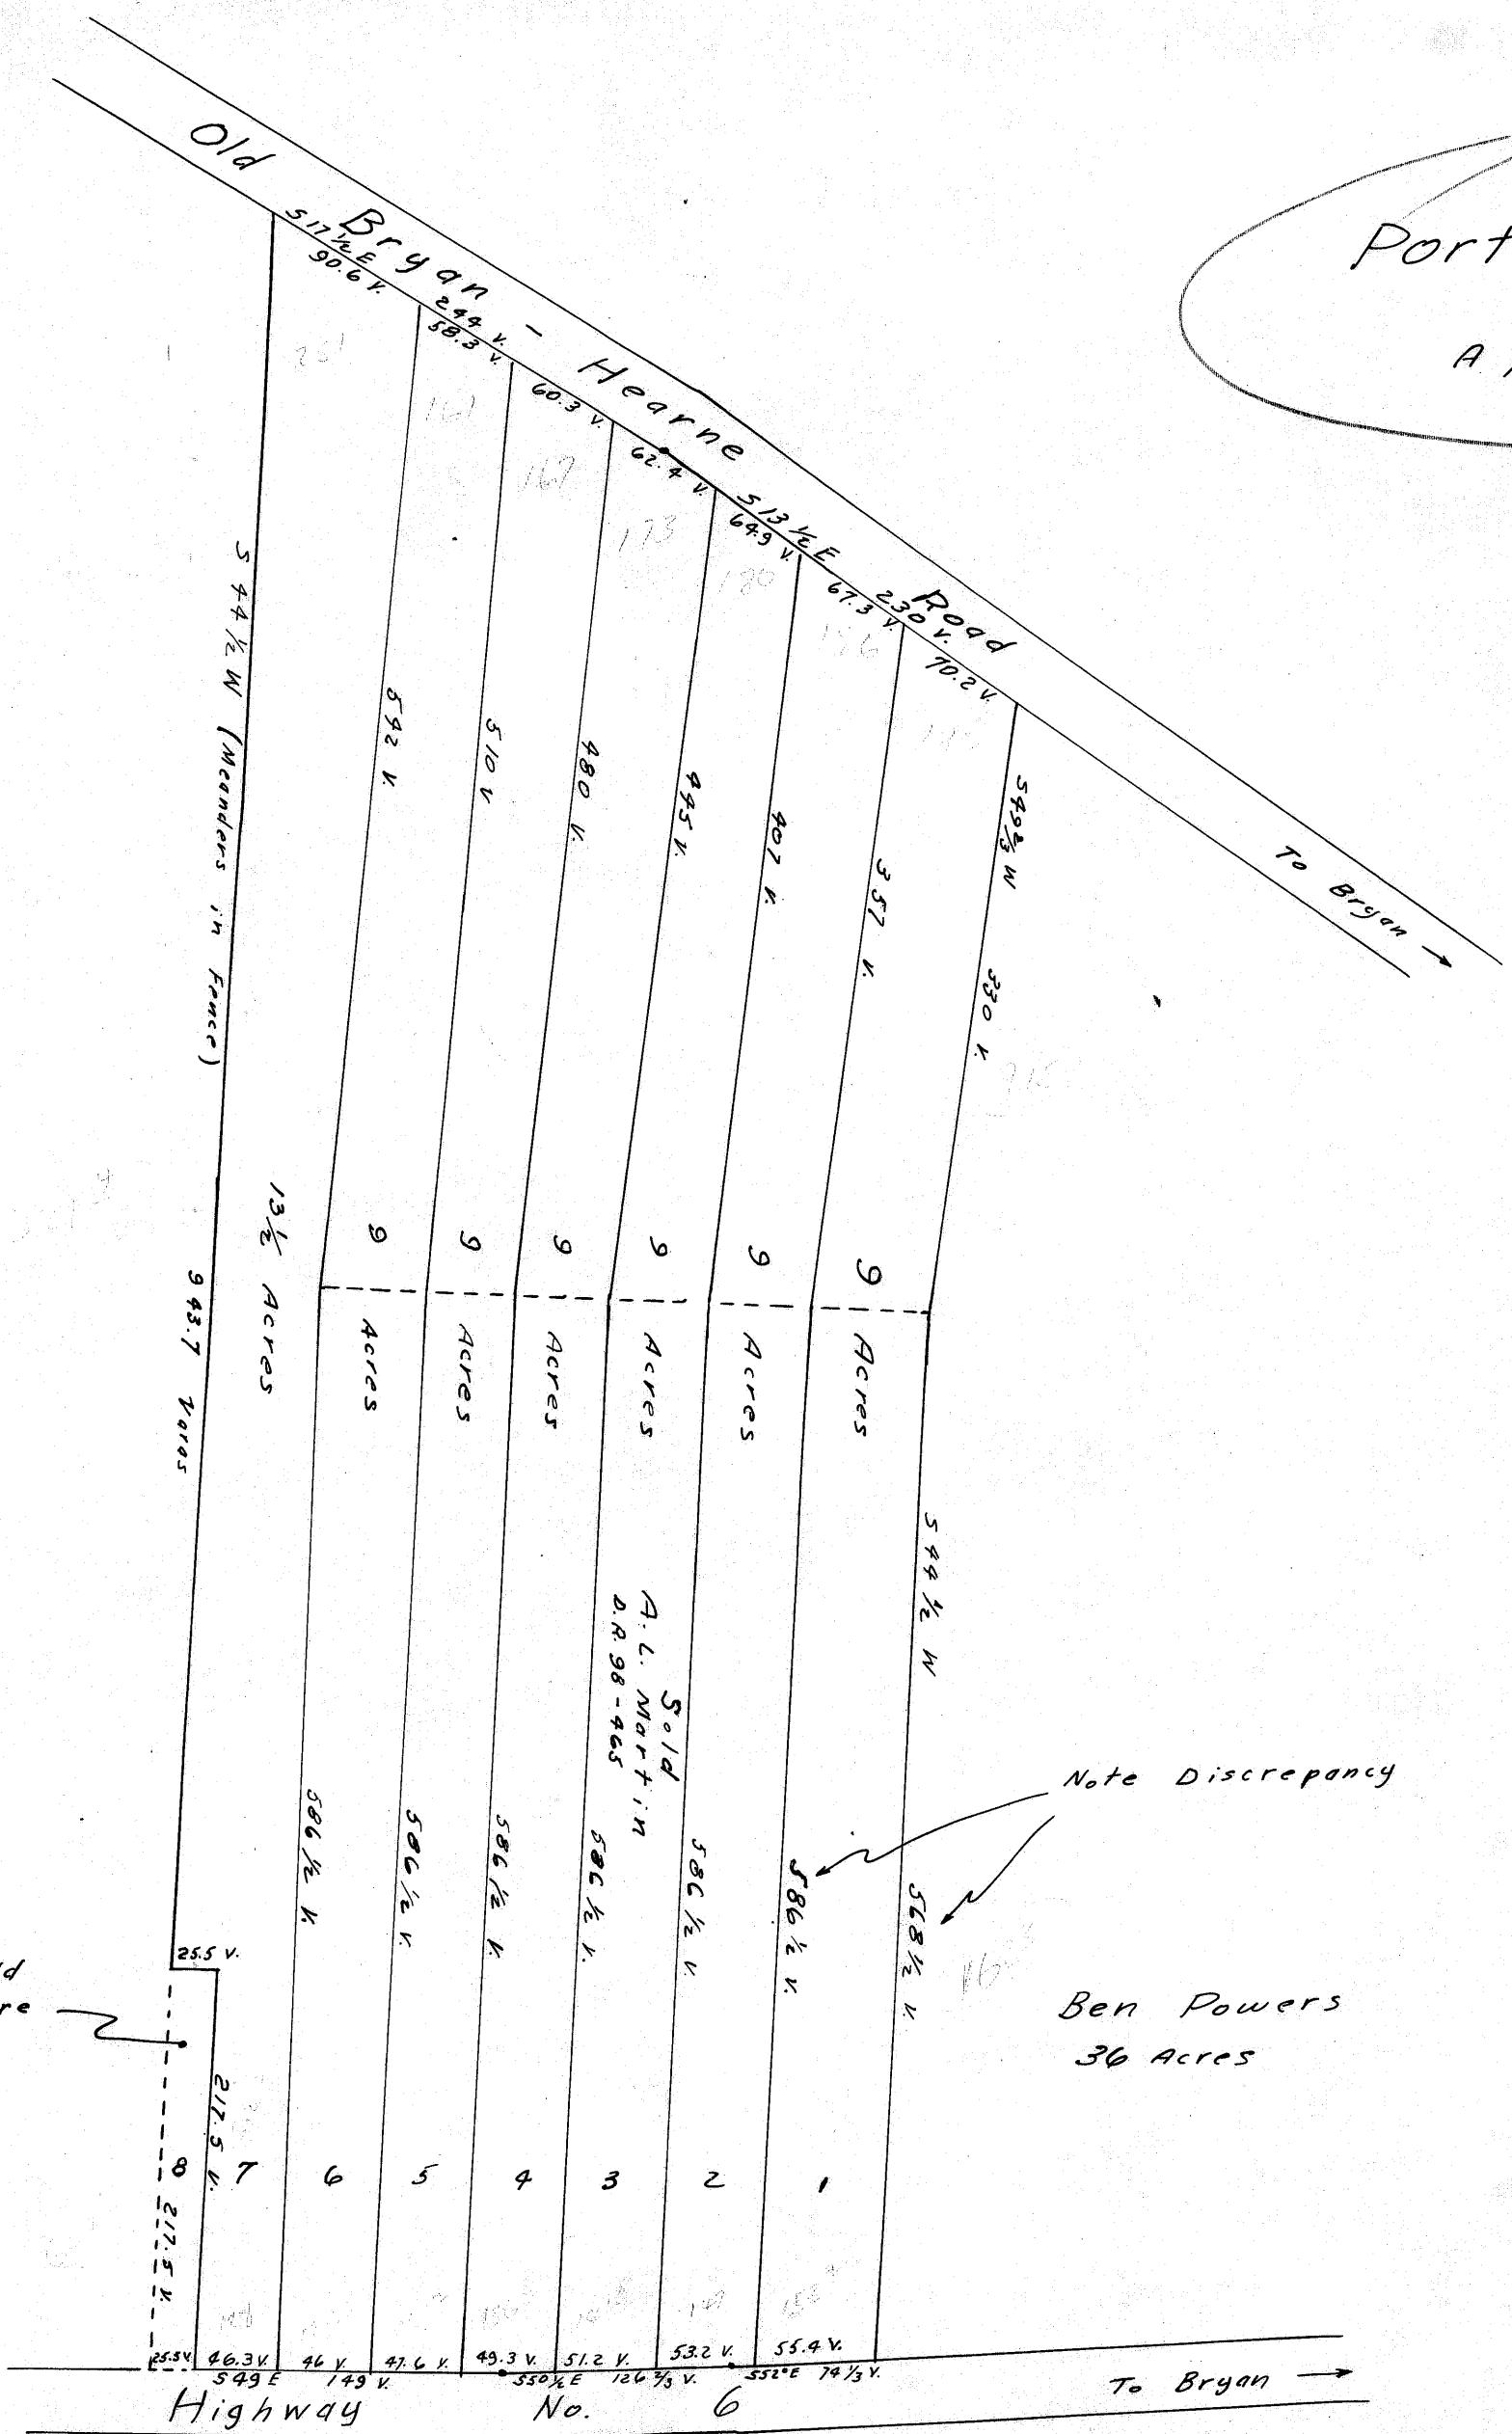 Old Bryan - Hearne Road
S 17 1/2 E
90.6 V.
244 V.
58.3 V.
60.3 V.
62.4 V.
S 13 1/2 E
64.9 V.
230 V.
67.3 V.
70.2 V.
To Bryan →
Port
A.
S 44 1/2 W (Meanders in Fence)
943.7 Varas
542 V.
510 V
480 V.
445 V.
407 V.
357 V.
S49 2/3 W
330 V.
13 1/2 Acres
9 Acres
9 Acres
9 Acres
9 Acres
9 Acres
9 Acres
S 44 1/2 W
Sold
A. L. Martin
D.R. 98-465
Note Discrepancy
586 1/2 V.
586 1/2 V.
586 1/2 V.
586 1/2 V.
586 1/2 V.
586 1/2 V.
568 1/2 V.
25.5 V.
Ben Powers
36 Acres
217.5 V.
217.5 V.
8
7
6
5
4
3
2
1
25.5 V.
46.3 V.
46 V.
47.6 V.
49.3 V.
51.2 V.
53.2 V.
55.4 V.
S 49 E
149 V.
S50 1/2 E
126 2/3 V.
S52° E
74 1/3 V.
Highway No. 6
To Bryan →